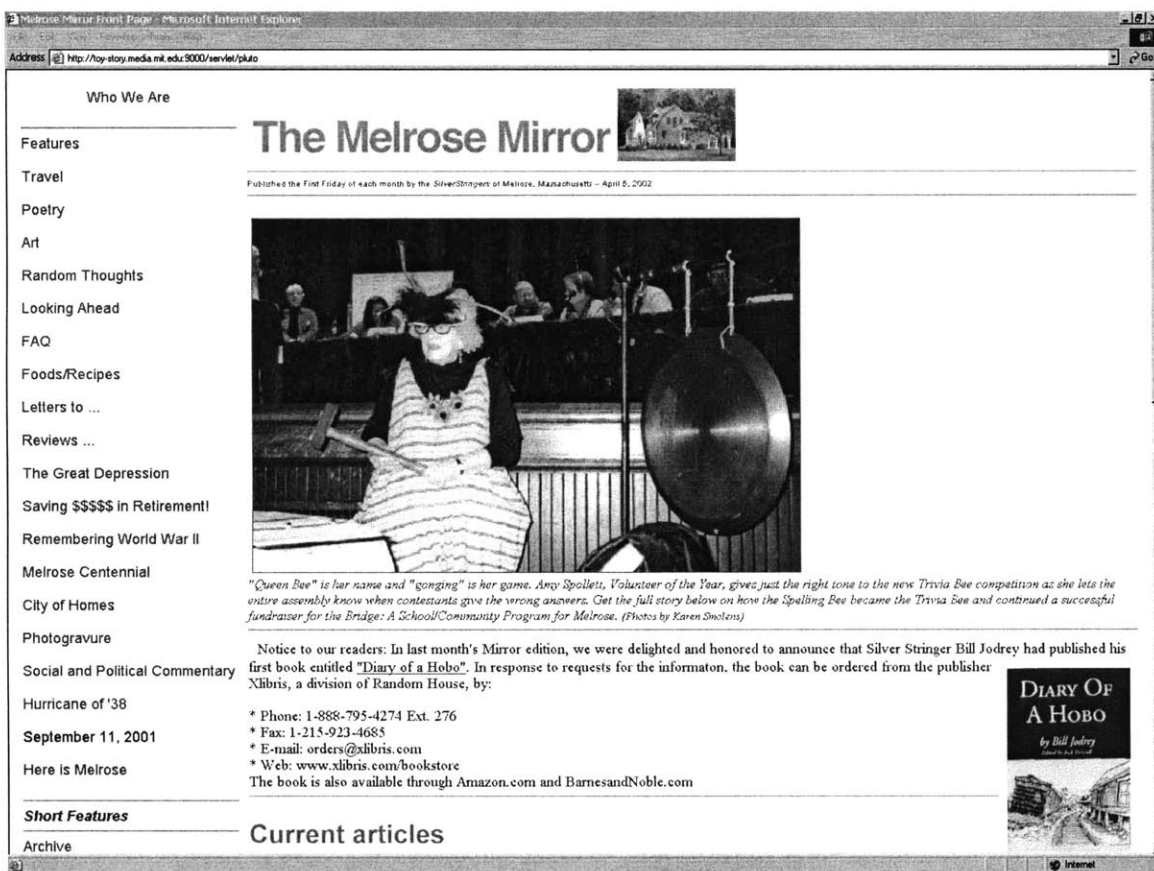 Melrose Mirror Front Page - Microsoft Internet Explorer
Address http://toy-story.media.mit.edu:9000/servlet/pluto Go
Who We Are
Features
Travel
Poetry
Art
Random Thoughts
Looking Ahead
FAQ
Foods/Recipes
Letters to ...
Reviews ...
The Great Depression
Saving $$$$$ in Retirement!
Remembering World War II
Melrose Centennial
City of Homes
Photogravure
Social and Political Commentary
Hurricane of '38
September 11, 2001
Here is Melrose
Short Features
Archive
The Melrose Mirror
Published the First Friday of each month by the SilverStringers of Melrose, Massachusetts -- April 5, 2002
"Queen Bee" is her name and "gonging" is her game. Amy Spollett, Volunteer of the Year, gives just the right tone to the new Trivia Bee competition as she lets the
entire assembly know when contestants give the wrong answers. Get the full story below on how the Spelling Bee became the Trivia Bee and continued a successful
fundraiser for the Bridge: A School/Community Program for Melrose. (Photos by Karen Smolens)
Notice to our readers: In last month's Mirror edition, we were delighted and honored to announce that Silver Stringer Bill Jodrey had published his
first book entitled "Diary of a Hobo". In response to requests for the informaton. the book can be ordered from the publisher
Xlibris, a division of Random House, by:
* Phone: 1-888-795-4274 Ext. 276
* Fax: 1-215-923-4685
* E-mail: orders@xlibris.com
* Web: www.xlibris.com/bookstore
The book is also available through Amazon.com and BarnesandNoble.com
DIARY OF
A HOBO
by Bill Jodrey
Current articles
Internet